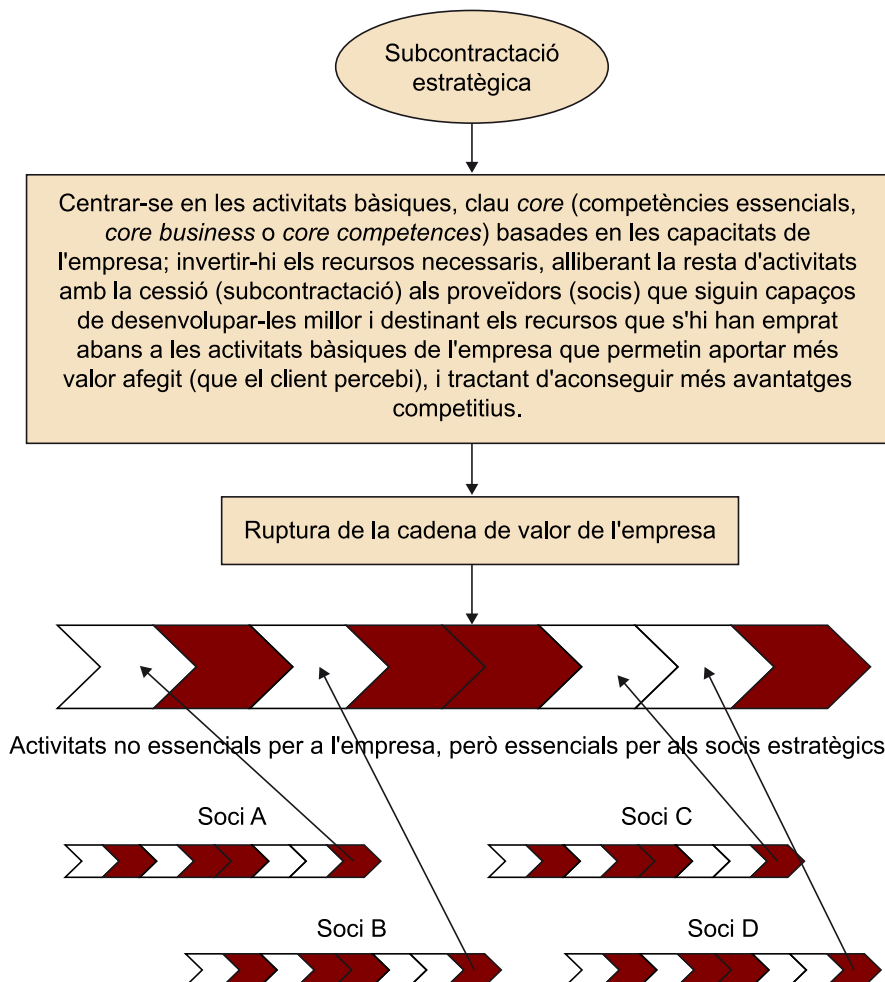 Subcontractació
estratègica
Centrar-se en les activitats bàsiques, clau core (competències essencials,
core business o core competences) basades en les capacitats de
l'empresa; invertir-hi els recursos necessaris, alliberant la resta d'activitats
amb la cessió (subcontractació) als proveïdors (socis) que siguin capaços
de desenvolupar-les millor i destinant els recursos que s'hi han emprat
abans a les activitats bàsiques de l'empresa que permetin aportar més
valor afegit (que el client percebi), i tractant d'aconseguir més avantatges
competitius.
Ruptura de la cadena de valor de l'empresa
Activitats no essencials per a l'empresa, però essencials per als socis estratègics
Soci A
Soci C
Soci B
Soci D